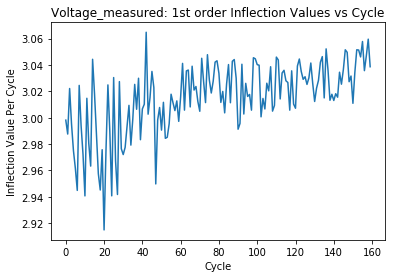 Voltage_measured: 1st order Inflection Values vs Cycle
3.06
3.04
3.02
3.00
2.98
2.96
2.94
2.92
Inflection Value Per Cycle
0 20 40 60 80 100 120 140 160
Cycle